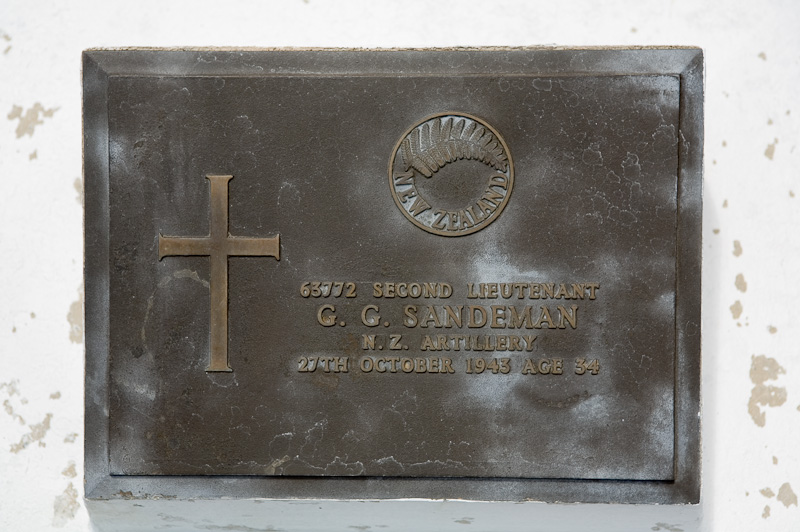 NEW ZEALAND
63772 SECOND LIEUTENANT
G. G. SANDEMAN
N.Z. ARTILLERY
27TH OCTOBER 1943 AGE 34